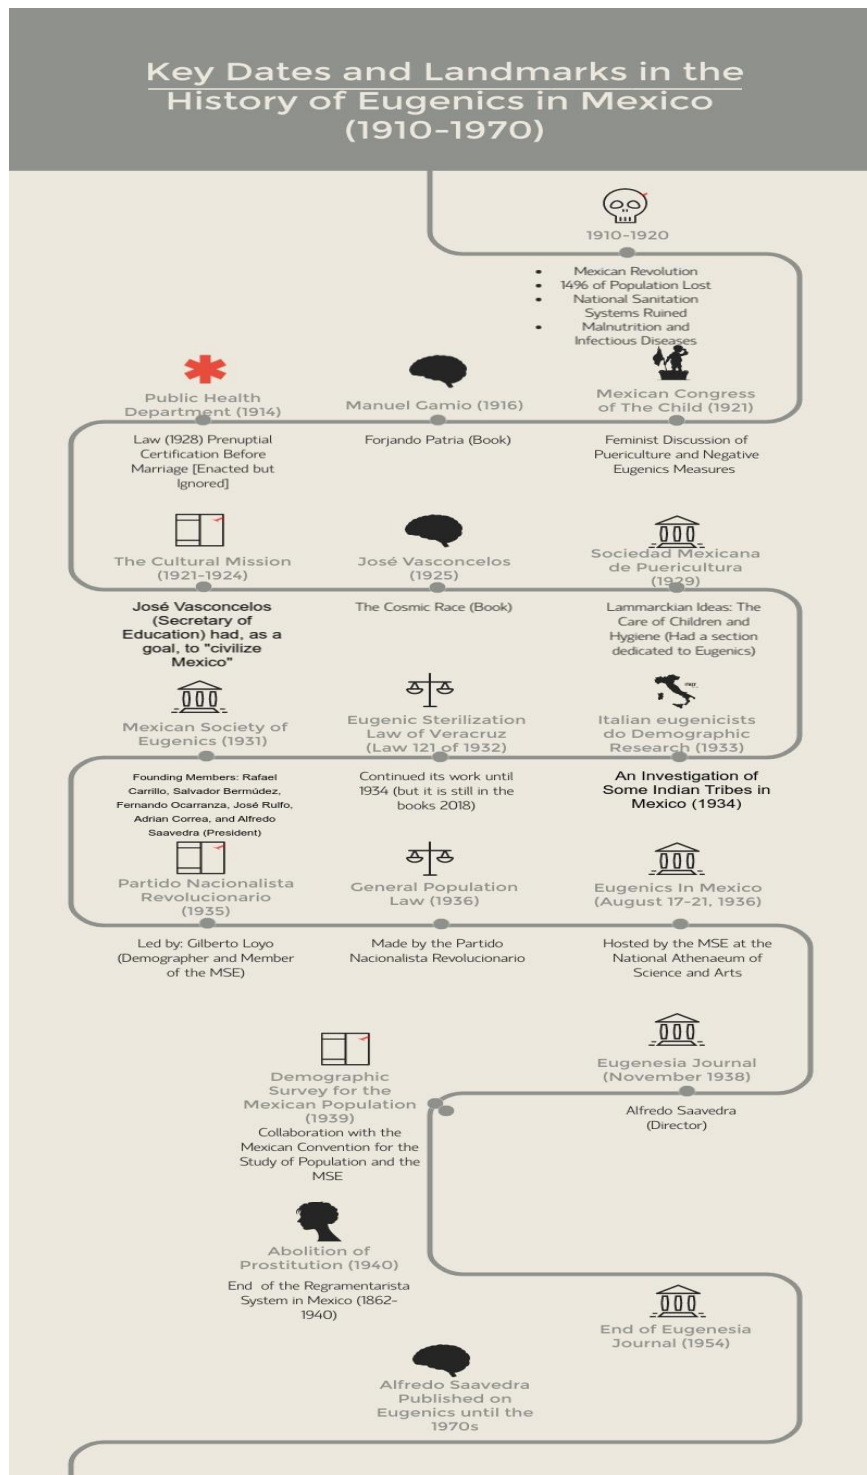 Key Dates and Landmarks in the
History of Eugenics in Mexico
(1910-1970)
1910-1920
• Mexican Revolution
• 14% of Population Lost
• National Sanitation
Systems Ruined
• Malnutrition and
Infectious Diseases
Public Health
Department (1914)
Law (1928) Prenuptial
Certification Before
Marriage [Enacted but
Ignored]
Manuel Gamio (1916)
Forjando Patria (Book)
Mexican Congress
of The Child (1921)
Feminist Discussion of
Puericulture and Negative
Eugenics Measures
The Cultural Mission
(1921-1924)
José Vasconcelos
(Secretary of
Education) had, as a
goal, to "civilize
Mexico"
José Vasconcelos
(1925)
The Cosmic Race (Book)
Sociedad Mexicana
de Puericultura
(1929)
Lammarckian Ideas: The
Care of Children and
Hygiene (Had a section
dedicated to Eugenics)
Mexican Society of
Eugenics (1931)
Founding Members: Rafael
Carrillo, Salvador Bermúdez,
Fernando Ocarranza, José Rulfo,
Adrian Correa, and Alfredo
Saavedra (President)
Eugenic Sterilization
Law of Veracruz
(Law 121 of 1932)
Continued its work until
1934 (but it is still in the
books 2018)
Italian eugenicists
do Demographic
Research (1933)
An Investigation of
Some Indian Tribes in
Mexico (1934)
Partido Nacionalista
Revolucionario
(1935)
Led by: Gilberto Loyo
(Demographer and Member
of the MSE)
General Population
Law (1936)
Made by the Partido
Nacionalista Revolucionario
Eugenics In Mexico
(August 17-21, 1936)
Hosted by the MSE at the
National Athenaeum of
Science and Arts
Eugenesia Journal
(November 1938)
Alfredo Saavedra
(Director)
Demographic
Survey for the
Mexican Population
(1939)
Collaboration with the
Mexican Convention for the
Study of Population and the
MSE
Abolition of
Prostitution (1940)
End of the Regramentarista
System in Mexico (1862-
1940)
End of Eugenesia
Journal (1954)
Alfredo Saavedra
Published on
Eugenics until the
1970s